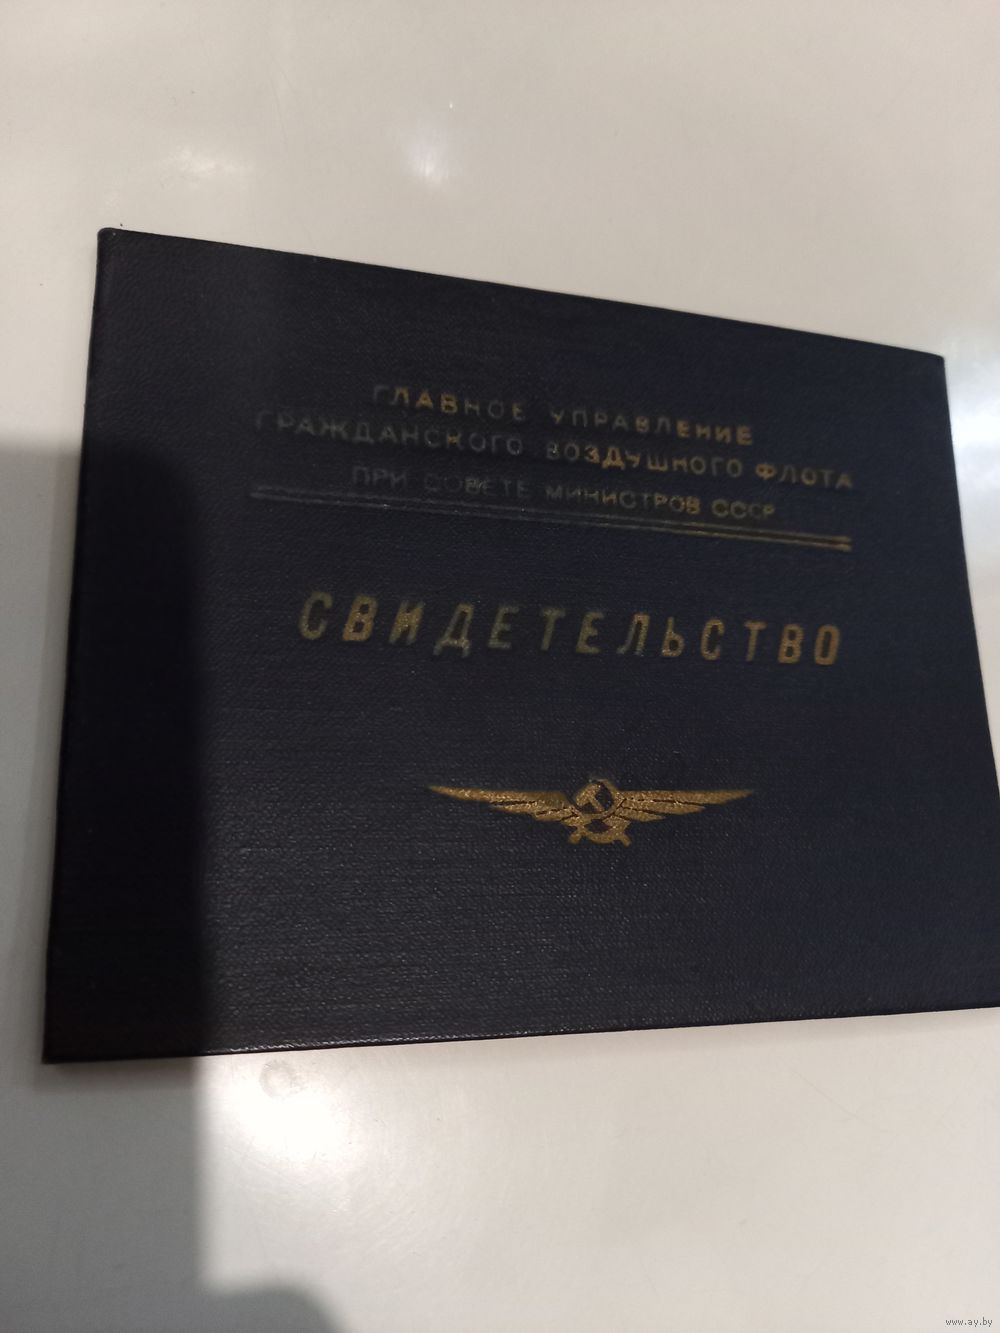 ГЛАВНОЕ УПРАВЛЕНИЕ
ГРАЖДАНСКОГО ВОЗДУШНОГО ФЛОТА
ПРИ СОВЕТЕ МИНИСТРОВ СССР
СВИДЕТЕЛЬСТВО
www.ay.by